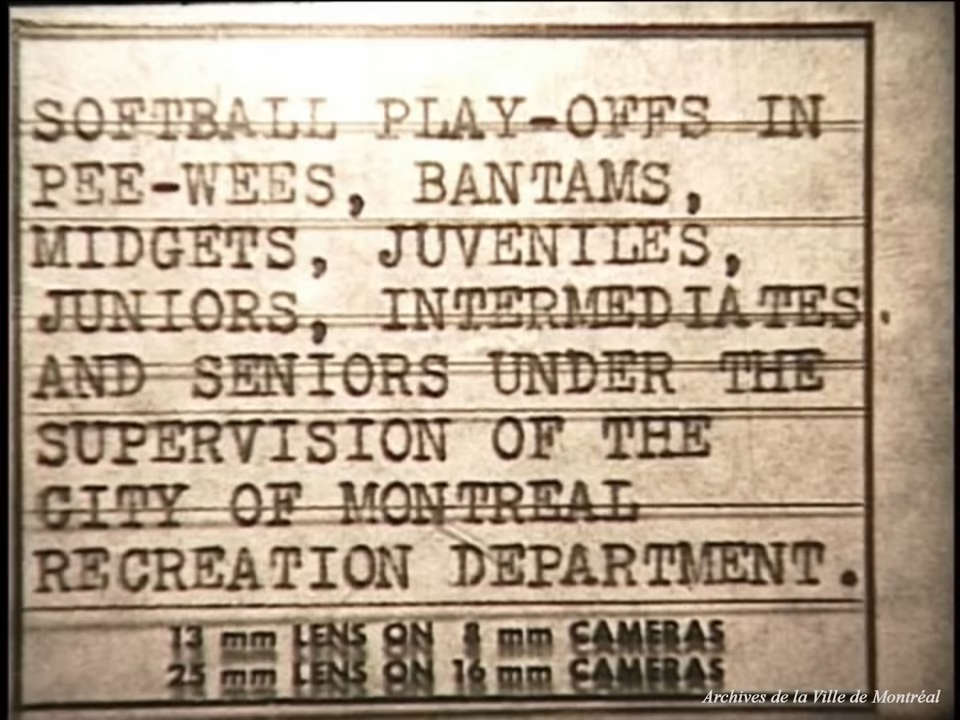 SOFTBALL PLAY-OFFS IN
PEE-WEES, BANTAMS,
MIDGETS, JUVENILES,
JUNIORS, INTERMEDIATES.
AND SENIORS UNDER THE
SUPERVISION OF THE
CITY OF MONTREAL
RECREATION DEPARTMENT.
13 mm LENS ON 8 mm CAMERAS
25 mm LENS ON 16 mm CAMERAS
Archives de la Ville de Montréal